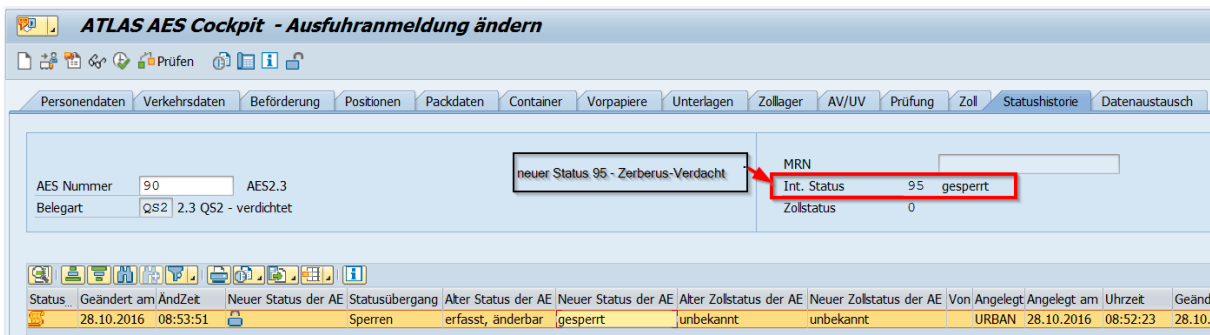 ATLAS AES Cockpit - Ausfuhranmeldung ändern
Prüfen
Personendaten Verkehrsdaten Beförderung Positionen Packdaten Container Vorpapiere Unterlagen Zolllager AV/UV Prüfung Zoll Statushistorie Datenaustausch
neuer Status 95 - Zerberus-Verdacht
MRN
AES Nummer 90 AES2.3
Int. Status 95 gesperrt
Belegart QS2 2.3 QS2 - verdichtet
Zollstatus 0
Status... Geändert am ÄndZeit Neuer Status der AE Statusübergang Alter Status der AE Neuer Status der AE Alter Zollstatus der AE Neuer Zollstatus der AE Von Angelegt Angelegt am Uhrzeit Geänd
28.10.2016 08:53:51 Sperren erfasst, änderbar gesperrt unbekannt unbekannt URBAN 28.10.2016 08:52:23 28.10.